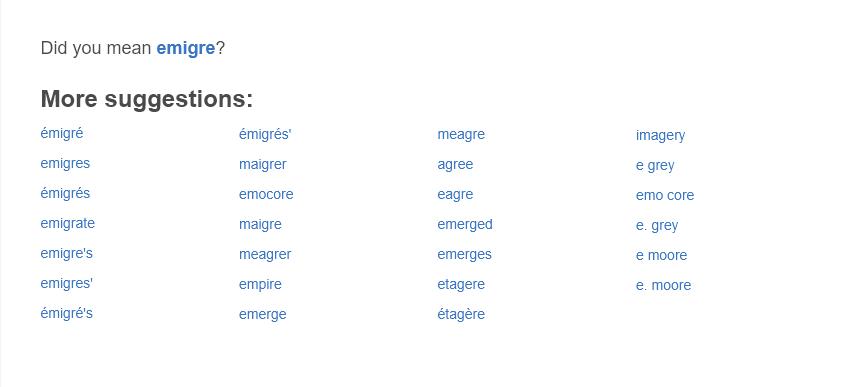 Did you mean emigre?
More suggestions:
émigré
emigres
émigrés
emigrate
emigre's
emigres'
émigré's
émigrés'
maigrer
emocore
maigre
meagrer
empire
emerge
meagre
agree
eagre
emerged
emerges
etagere
étagère
imagery
e grey
emo core
e. grey
e moore
e. moore